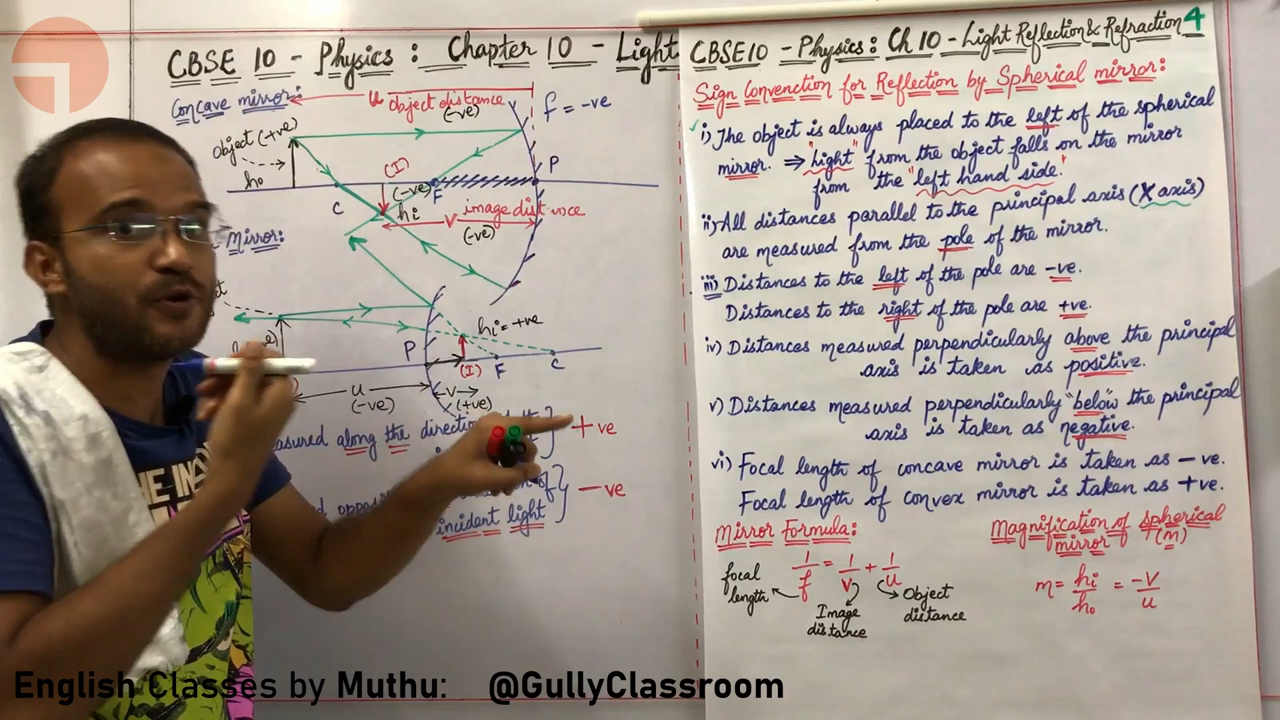 CBSE 10 - Physics : Chapter 10 - Light
Concave mirror:
u object distance
(-ve)
f = -ve
object (+ve)
ho
(I)
(-ve)
F
P
C
hi
V image distance
(-ve)
Mirror:
hi = +ve
P
(I)
F
C
u
(-ve)
V
(+ve)
measured along the direction of
} +ve
incident light
} -ve
CBSE 10 - Physics : Ch 10 - Light Reflection & Refraction 4
Sign Convenction for Reflection by Spherical mirror:
i) The object is always placed to the left of the spherical
mirror. ⇒ "Light" from the object falls on the mirror
from the "left hand side."
ii) All distances parallel to the principal axis (X axis)
are measured from the pole of the mirror.
iii) Distances to the left of the pole are -ve.
Distances to the right of the pole are +ve.
iv) Distances measured perpendicularly above the principal
axis is taken as positive.
v) Distances measured perpendicularly "below" the principal
axis is taken as negative.
vi) Focal length of concave mirror is taken as - ve.
Focal length of convex mirror is taken as +ve.
Mirror Formula:
1/f = 1/v + 1/u
focal
length
Image
distance
Object
distance
Magnification of spherical
mirror (m)
m = hi/ho = -v/u
English Classes by Muthu: @GullyClassroom